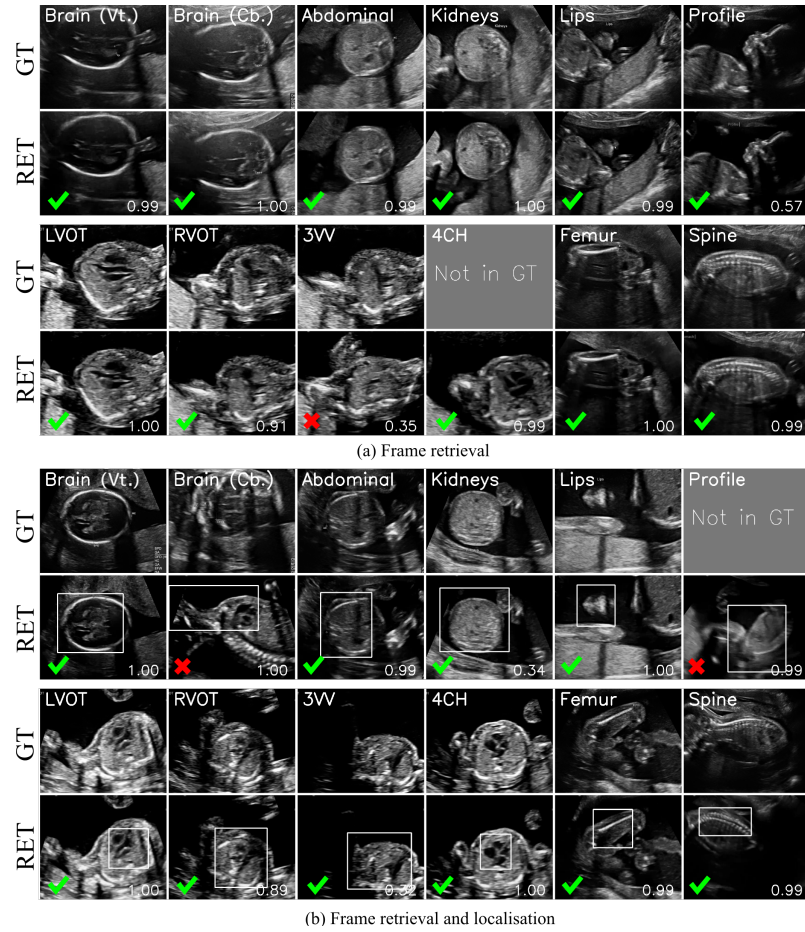 Brain (Vt.) Brain (Cb.) Abdominal Kidneys Lips Profile
GT
RET
0.99 1.00 0.99 1.00 0.99 0.57
LVOT RVOT 3VV 4CH Femur Spine
GT
Not in GT
RET
1.00 0.91 0.35 0.99 1.00 0.99
(a) Frame retrieval
Brain (Vt.) Brain (Cb.) Abdominal Kidneys Lips Profile
GT
Not in GT
RET
1.00 1.00 0.99 0.34 1.00 0.99
LVOT RVOT 3VV 4CH Femur Spine
GT
RET
1.00 0.89 0.32 1.00 0.99 0.99
(b) Frame retrieval and localisation